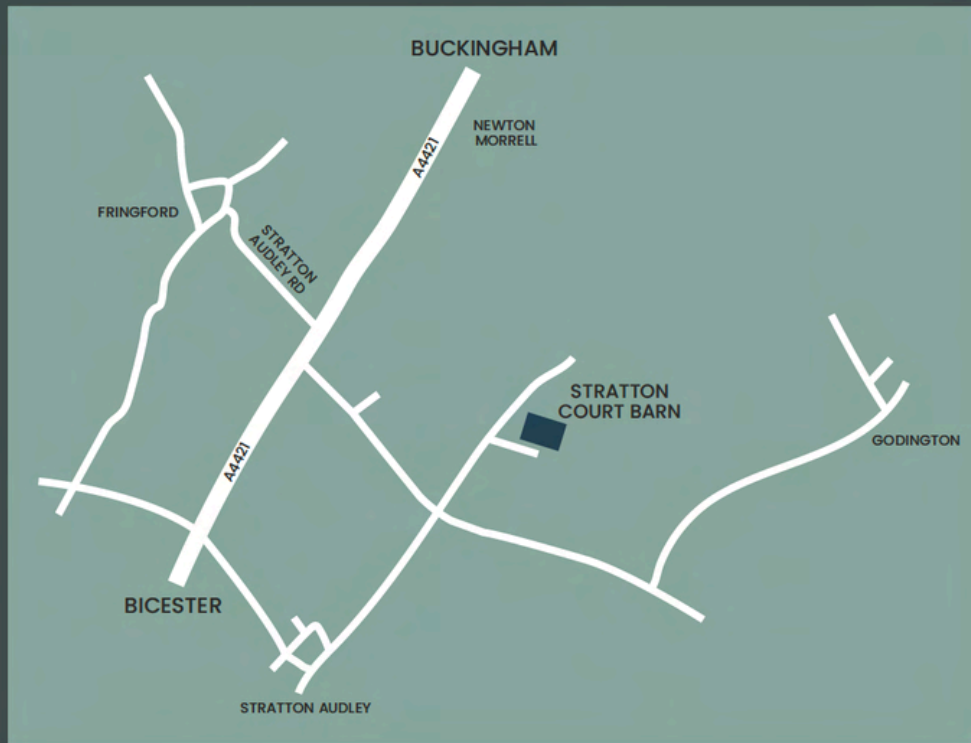 BUCKINGHAM
NEWTON
MORRELL
A4421
FRINGFORD
STRATTON
AUDLEY RD
STRATTON
COURT BARN
GODINGTON
A4421
BICESTER
STRATTON AUDLEY